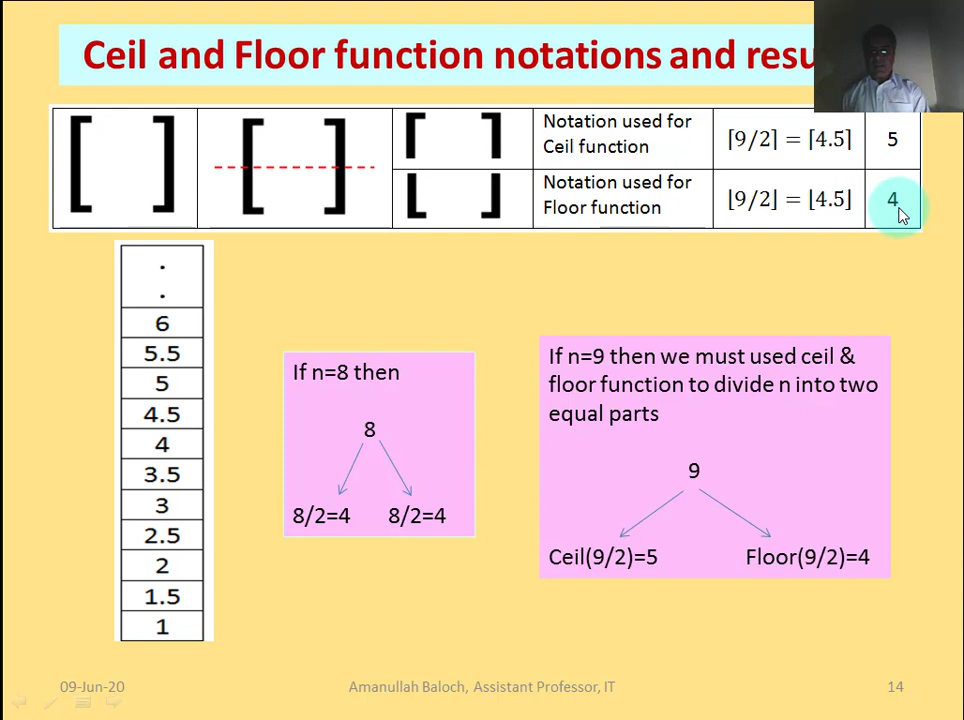 Ceil and Floor function notations and resu
[ ]
[ ]
⌈ ⌉
Notation used for
Ceil function
⌈9/2⌉ = ⌈4.5⌉
5
⌊ ⌋
Notation used for
Floor function
⌊9/2⌋ = ⌊4.5⌋
4
.
.
6
5.5
5
4.5
4
3.5
3
2.5
2
1.5
1
If n=8 then
8
8/2=4 8/2=4
If n=9 then we must used ceil &
floor function to divide n into two
equal parts
9
Ceil(9/2)=5 Floor(9/2)=4
09-Jun-20 Amanullah Baloch, Assistant Professor, IT 14